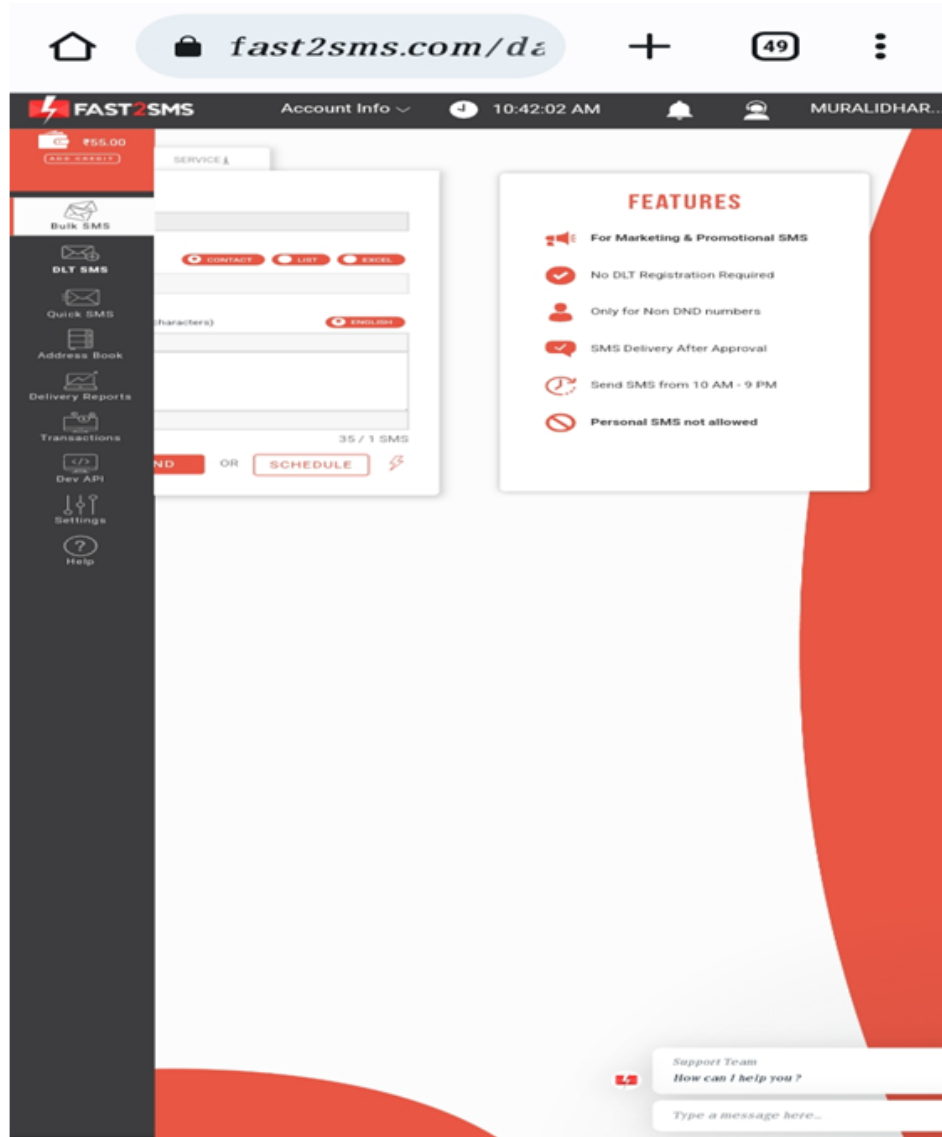 fast2sms.com/da
49
FAST2SMS
Account Info
10:42:02 AM
MURALIDHAR...
₹55.00
ADD CREDIT
SERVICE
Bulk SMS
DLT SMS
Quick SMS
Address Book
Delivery Reports
Transactions
Dev API
Settings
Help
CONTACT
LIST
EXCEL
characters)
ENGLISH
35 / 1 SMS
ND
OR
SCHEDULE
FEATURES
For Marketing & Promotional SMS
No DLT Registration Required
Only for Non DND numbers
SMS Delivery After Approval
Send SMS from 10 AM - 9 PM
Personal SMS not allowed
Support Team
How can I help you ?
Type a message here...